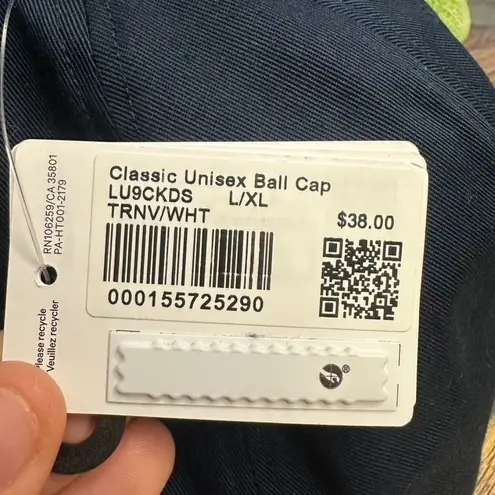 RN106259/CA 35801
PA-HT001-2179
Please recycle
Veuillez recycler
Classic Unisex Ball Cap
LU9CKDS L/XL
TRNV/WHT
$38.00
000155725290
®